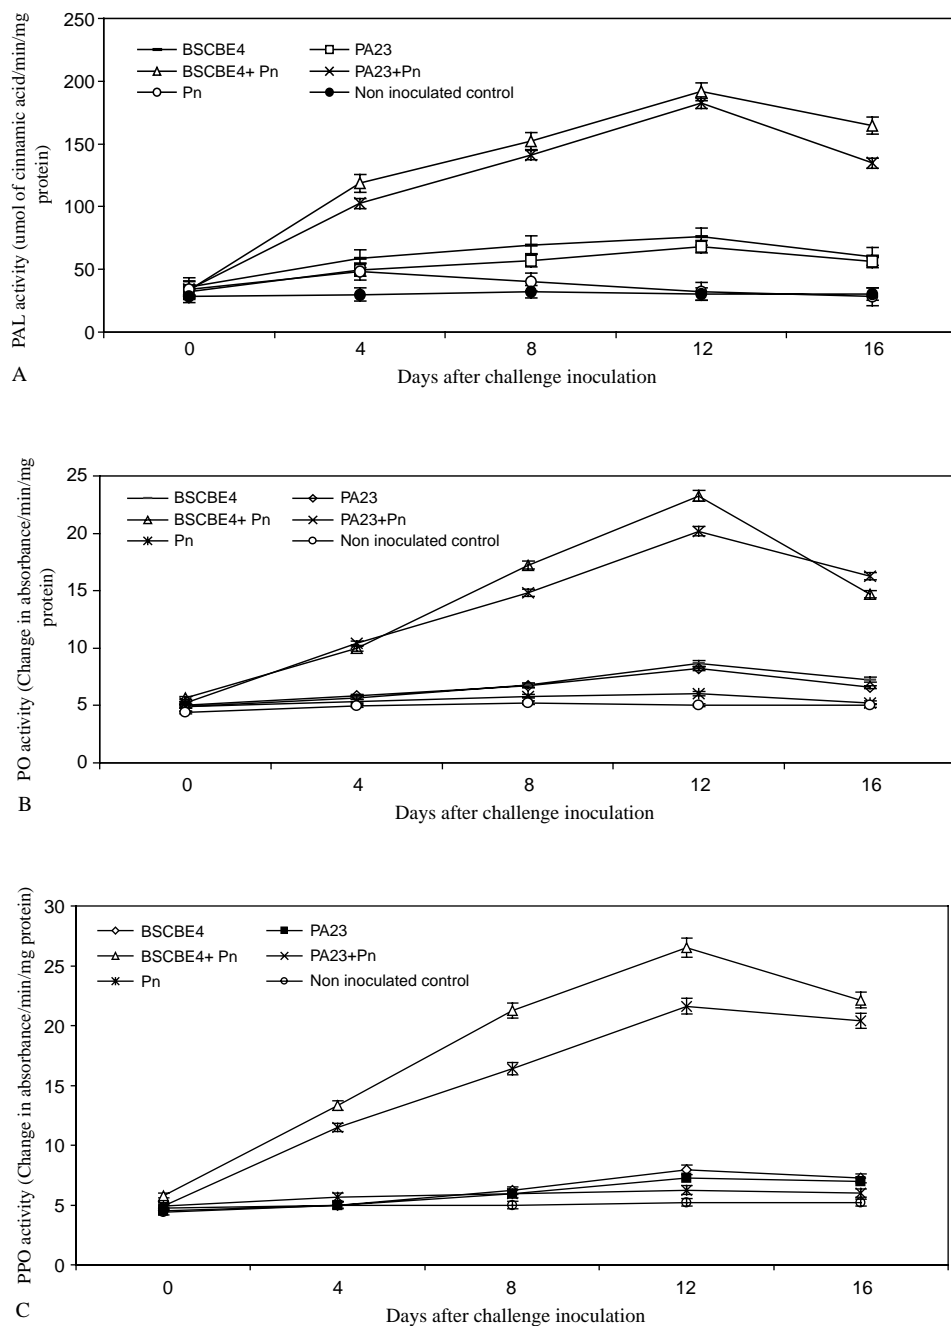 PAL activity (umol of cinnamic acid/min/mg
protein)
250
200
150
100
50
0
BSCBE4
PA23
BSCBE4+ Pn
PA23+Pn
Pn
Non inoculated control
0 4 8 12 16
Days after challenge inoculation
A
PO activity (Change in absorbance/min/mg
protein)
25
20
15
10
5
0
BSCBE4
PA23
BSCBE4+ Pn
PA23+Pn
Pn
Non inoculated control
0 4 8 12 16
Days after challenge inoculation
B
PPO activity (Change in absorbance/min/mg protein)
30
25
20
15
10
5
0
BSCBE4
PA23
BSCBE4+ Pn
PA23+Pn
Pn
Non inoculated control
0 4 8 12 16
Days after challenge inoculation
C